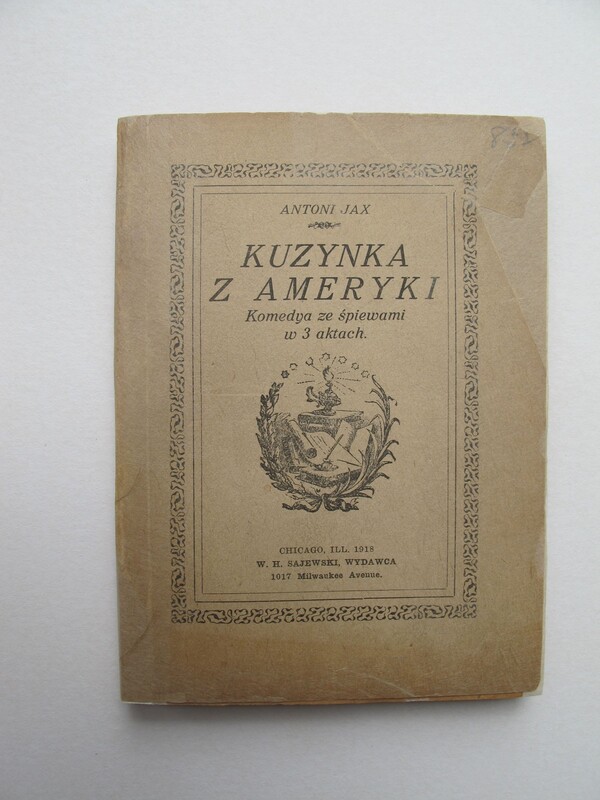 ANTONI JAX
KUZYNKA
Z AMERYKI
Komedya ze śpiewami
w 3 aktach.
CHICAGO, ILL. 1918
W. H. SAJEWSKI, WYDAWCA
1017 Milwaukee Avenue.